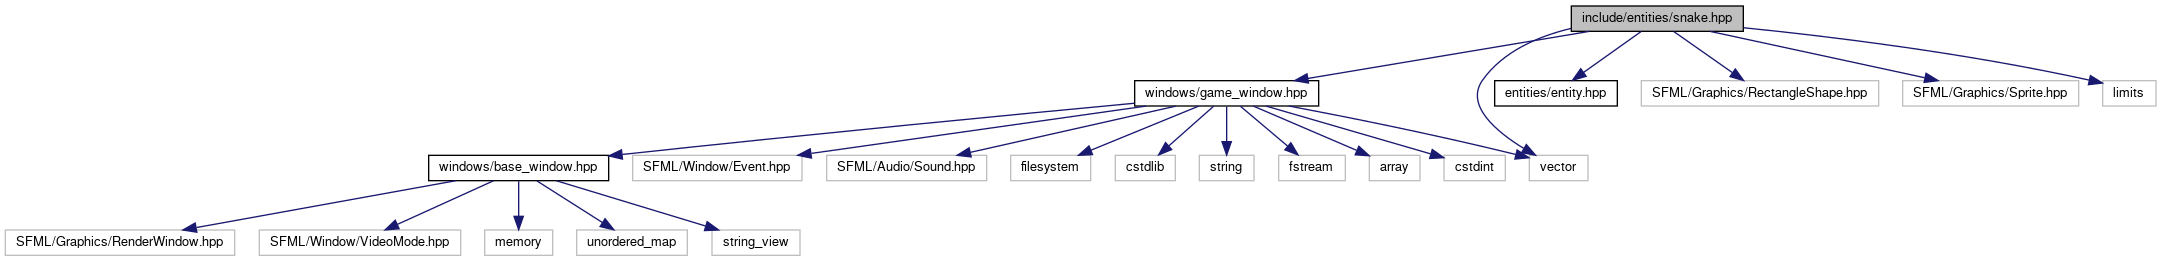 include/entities/snake.hpp
windows/game_window.hpp
entities/entity.hpp
SFML/Graphics/RectangleShape.hpp
SFML/Graphics/Sprite.hpp
limits
windows/base_window.hpp
SFML/Window/Event.hpp
SFML/Audio/Sound.hpp
filesystem
cstdlib
string
fstream
array
cstdint
vector
SFML/Graphics/RenderWindow.hpp
SFML/Window/VideoMode.hpp
memory
unordered_map
string_view